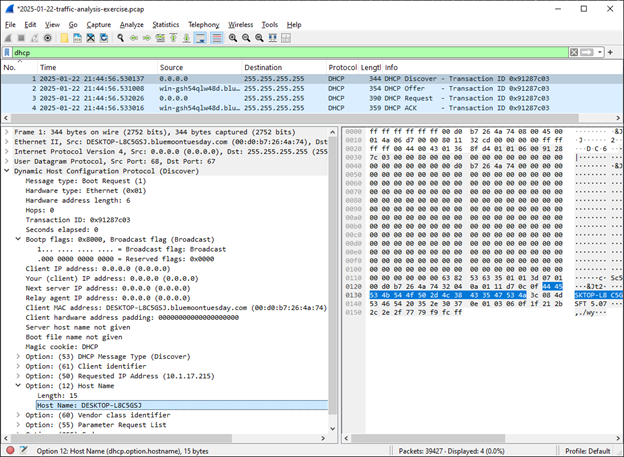 *2025-01-22-traffic-analysis-exercise.pcap
File Edit View Go Capture Analyze Statistics Telephony Wireless Tools Help
dhcp
No. Time Source Destination Protocol Length Info
1 2025-01-22 21:44:56.530137 0.0.0.0 255.255.255.255 DHCP 344 DHCP Discover - Transaction ID 0x91287c03
2 2025-01-22 21:44:56.531008 win-gsh54qlw48d.blu… 255.255.255.255 DHCP 354 DHCP Offer - Transaction ID 0x91287c03
3 2025-01-22 21:44:56.532026 0.0.0.0 255.255.255.255 DHCP 390 DHCP Request - Transaction ID 0x91287c03
4 2025-01-22 21:44:56.533016 win-gsh54qlw48d.blu… 255.255.255.255 DHCP 359 DHCP ACK - Transaction ID 0x91287c03
Frame 1: 344 bytes on wire (2752 bits), 344 bytes captured (2752 bits)
Ethernet II, Src: DESKTOP-L8C5GSJ.bluemoontuesday.com (00:d0:b7:26:4a:74), Dst:
Internet Protocol Version 4, Src: 0.0.0.0 (0.0.0.0), Dst: 255.255.255.255 (255.
User Datagram Protocol, Src Port: 68, Dst Port: 67
Dynamic Host Configuration Protocol (Discover)
Message type: Boot Request (1)
Hardware type: Ethernet (0x01)
Hardware address length: 6
Hops: 0
Transaction ID: 0x91287c03
Seconds elapsed: 0
Bootp flags: 0x8000, Broadcast flag (Broadcast)
1... .... .... .... = Broadcast flag: Broadcast
.000 0000 0000 0000 = Reserved flags: 0x0000
Client IP address: 0.0.0.0 (0.0.0.0)
Your (client) IP address: 0.0.0.0 (0.0.0.0)
Next server IP address: 0.0.0.0 (0.0.0.0)
Relay agent IP address: 0.0.0.0 (0.0.0.0)
Client MAC address: DESKTOP-L8C5GSJ.bluemoontuesday.com (00:d0:b7:26:4a:74)
Client hardware address padding: 00000000000000000000
Server host name not given
Boot file name not given
Magic cookie: DHCP
Option: (53) DHCP Message Type (Discover)
Option: (61) Client identifier
Option: (50) Requested IP Address (10.1.17.215)
Option: (12) Host Name
Length: 15
Host Name: DESKTOP-L8C5GSJ
Option: (60) Vendor class identifier
Option: (55) Parameter Request List
0000 ff ff ff ff ff ff 00 d0 b7 26 4a 74 08 00 45 00
0010 01 4a 06 d7 00 00 80 11 32 cd 00 00 00 00 ff ff
0020 ff ff 00 44 00 43 01 36 8f d4 01 01 06 00 91 28
0030 7c 03 00 00 80 00 00 00 00 00 00 00 00 00 00 00
0040 00 00 00 00 00 00 00 d0 b7 26 4a 74 00 00 00 00
0050 00 00 00 00 00 00 00 00 00 00 00 00 00 00 00 00
0060 00 00 00 00 00 00 00 00 00 00 00 00 00 00 00 00
0070 00 00 00 00 00 00 00 00 00 00 00 00 00 00 00 00
0080 00 00 00 00 00 00 00 00 00 00 00 00 00 00 00 00
0090 00 00 00 00 00 00 00 00 00 00 00 00 00 00 00 00
00a0 00 00 00 00 00 00 00 00 00 00 00 00 00 00 00 00
00b0 00 00 00 00 00 00 00 00 00 00 00 00 00 00 00 00
00c0 00 00 00 00 00 00 00 00 00 00 00 00 00 00 00 00
00d0 00 00 00 00 00 00 00 00 00 00 00 00 00 00 00 00
00e0 00 00 00 00 00 00 00 00 00 00 00 00 00 00 00 00
00f0 00 00 00 00 00 00 00 00 00 00 00 00 00 00 00 00
0100 00 00 00 00 00 00 00 00 00 00 00 00 00 00 00 00
0110 00 00 00 00 00 00 63 82 53 63 35 01 01 3d 07 01
0120 00 d0 b7 26 4a 74 32 04 0a 01 11 d7 0c 0f 44 45
0130 53 4b 54 4f 50 2d 4c 38 43 35 47 53 4a 3c 08 4d
0140 53 46 54 20 35 2e 30 37 0e 01 03 06 0f 1f 21 2b
0150 2c 2e 2f 77 79 f9 fc ff
Option 12: Host Name (dhcp.option.hostname), 15 bytes
Packets: 39427 · Displayed: 4 (0.0%)
Profile: Default